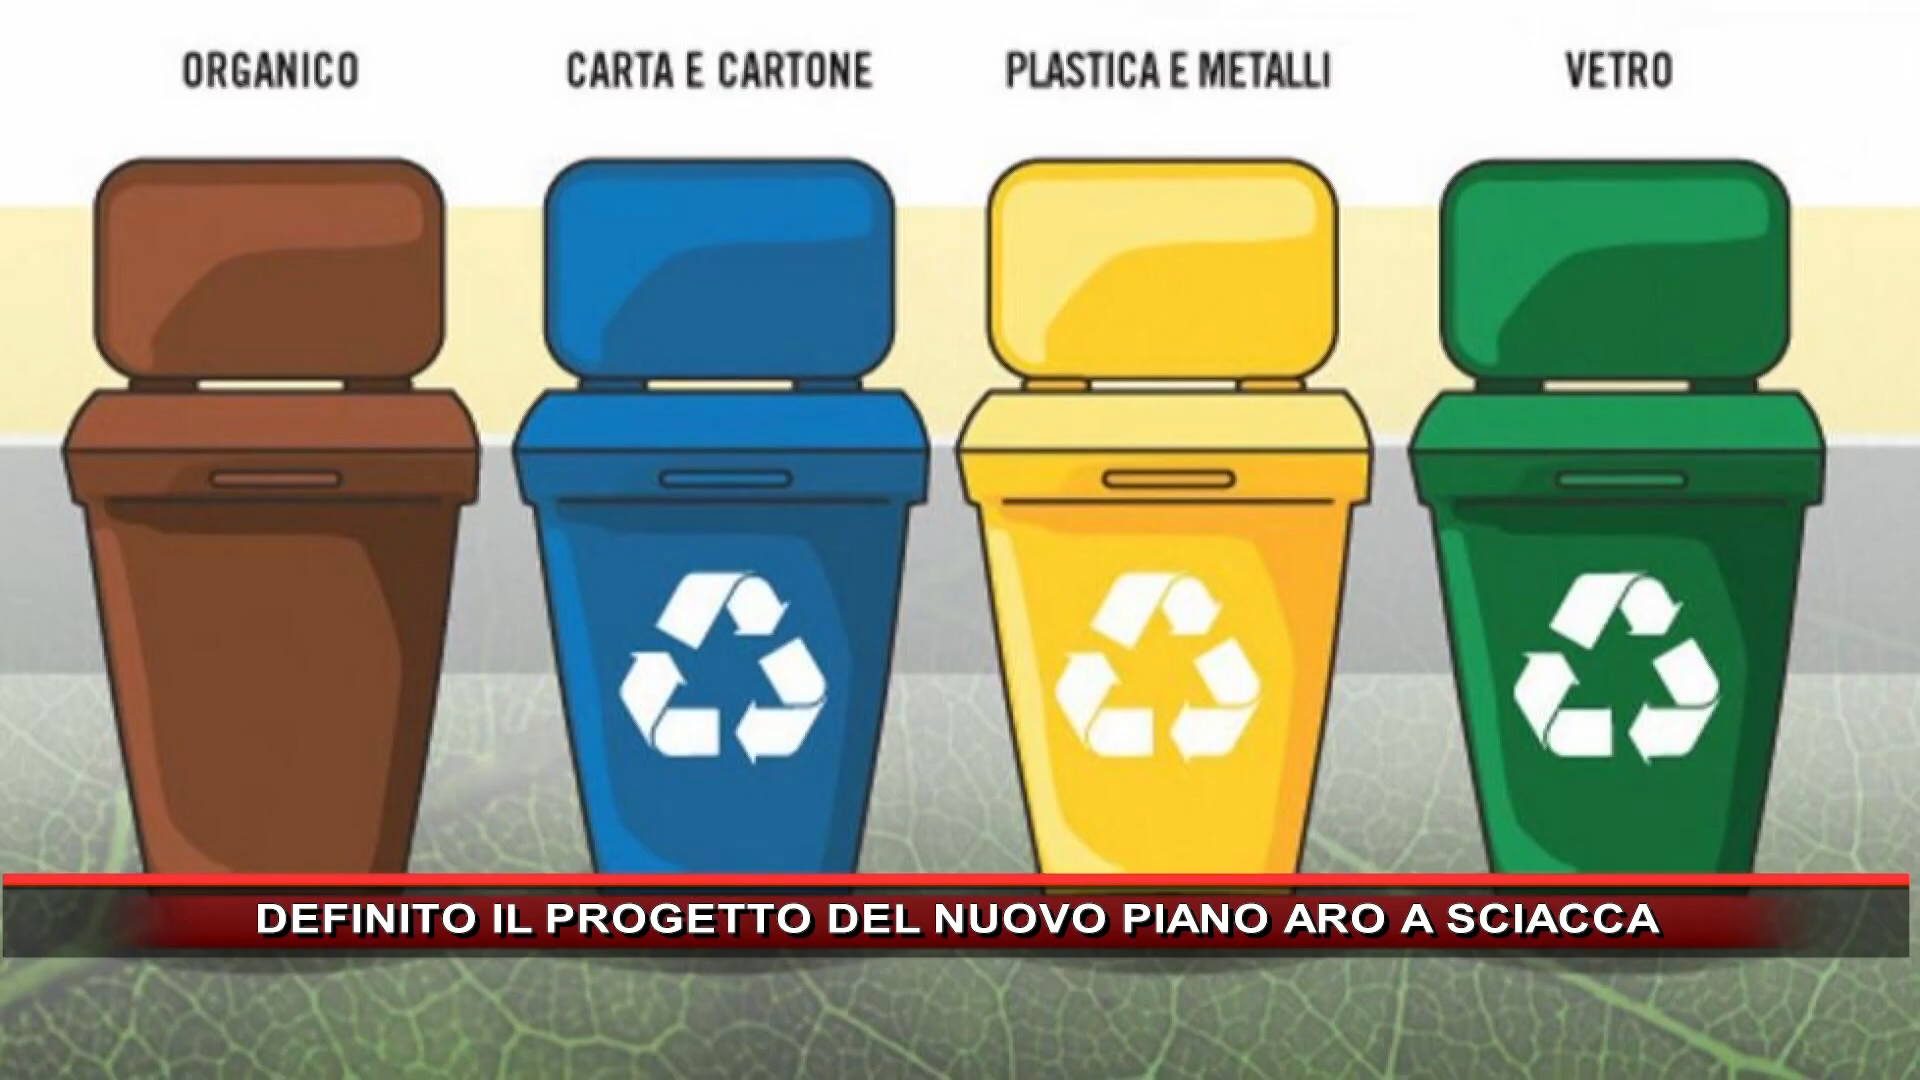 ORGANICO
CARTA E CARTONE
PLASTICA E METALLI
VETRO
DEFINITO IL PROGETTO DEL NUOVO PIANO ARO A SCIACCA